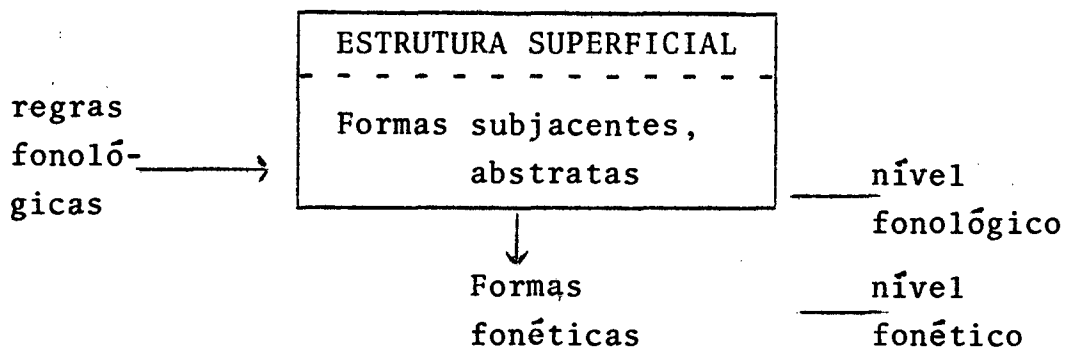 ESTRUTURA SUPERFICIAL
regras
fonoló-
gicas
Formas subjacentes,
abstratas
nível
fonológico
Formas
fonéticas
nível
fonético